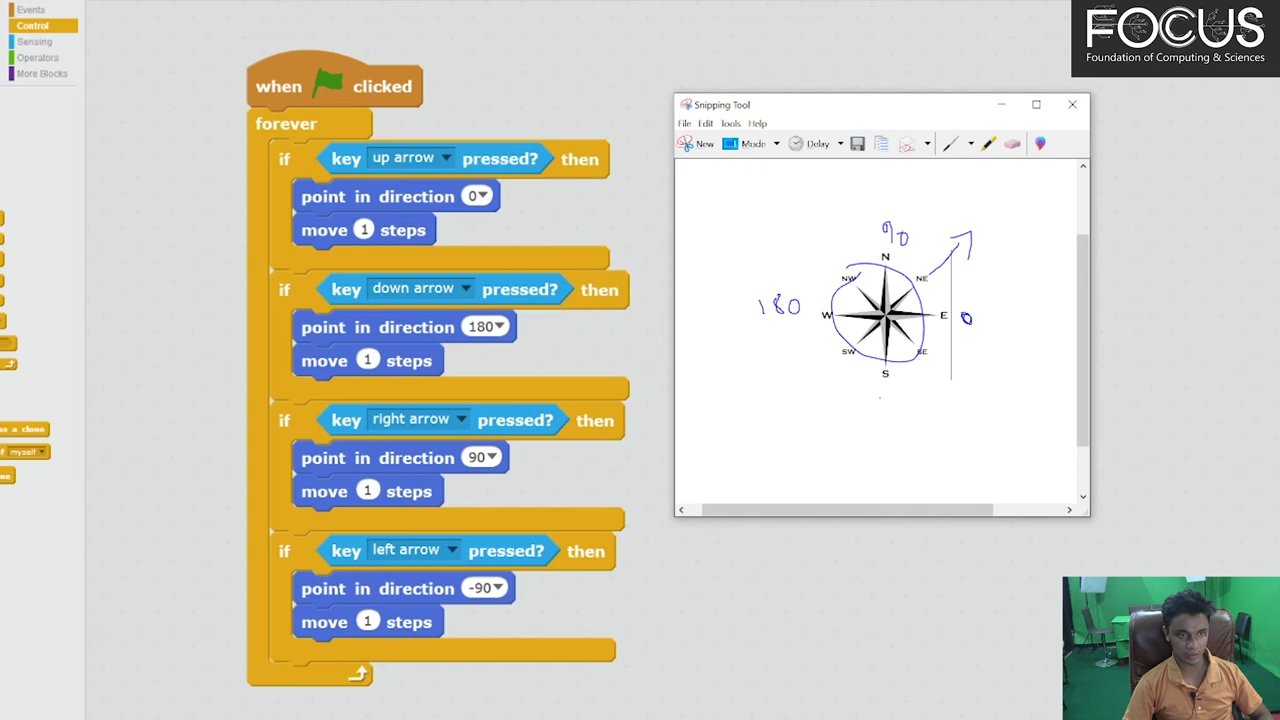 Events
Control
Sensing
Operators
More Blocks
as a clone
f myself
ne
when clicked
forever
if key up arrow pressed? then
point in direction 0
move 1 steps
if key down arrow pressed? then
point in direction 180
move 1 steps
if key right arrow pressed? then
point in direction 90
move 1 steps
if key left arrow pressed? then
point in direction -90
move 1 steps
FOCUS
Foundation of Computing & Sciences
Snipping Tool
File Edit Tools Help
New Mode Delay
90
N
NW NE
180 W E 0
SW SE
S